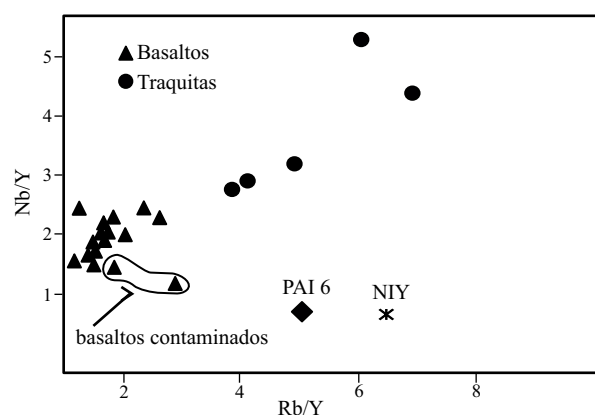 Basaltos
Traquitas
5
4
3
2
1
Nb/Y
PAI 6
NIY
basaltos contaminados
2
4
6
8
Rb/Y